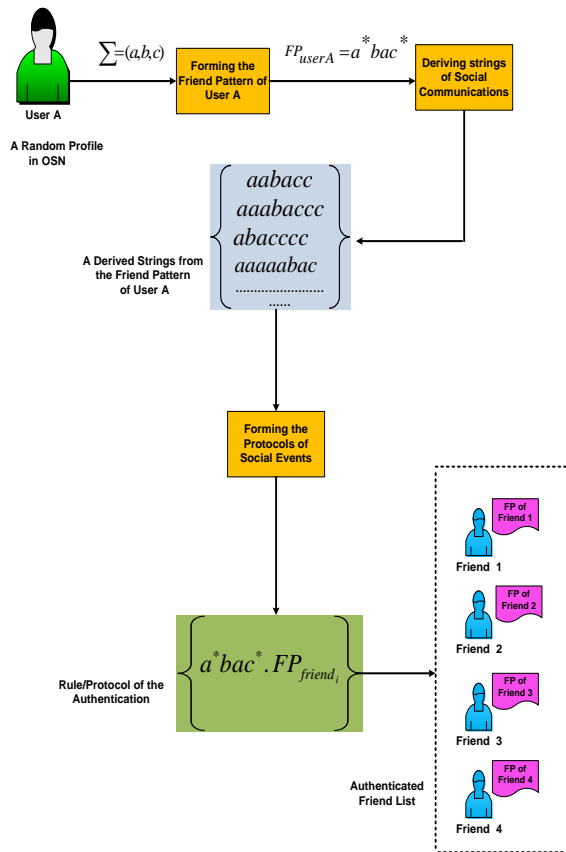 ∑=(a,b,c)
Forming the
Friend Pattern of
User A
FP_userA = a*bac*
Deriving strings
of Social
Communications
User A
A Random Profile
in OSN
aabacc
aaabaccc
abacccc
aaaaabac
........................
......
A Derived Strings from
the Friend Pattern
of User A
Forming the
Protocols of
Social Events
a*bac*.FP_friend_i
Rule/Protocol of the
Authentication
FP of
Friend 1
Friend 1
FP of
Friend 2
Friend 2
FP of
Friend 3
Friend 3
FP of
Friend 4
Friend 4
Authenticated
Friend List